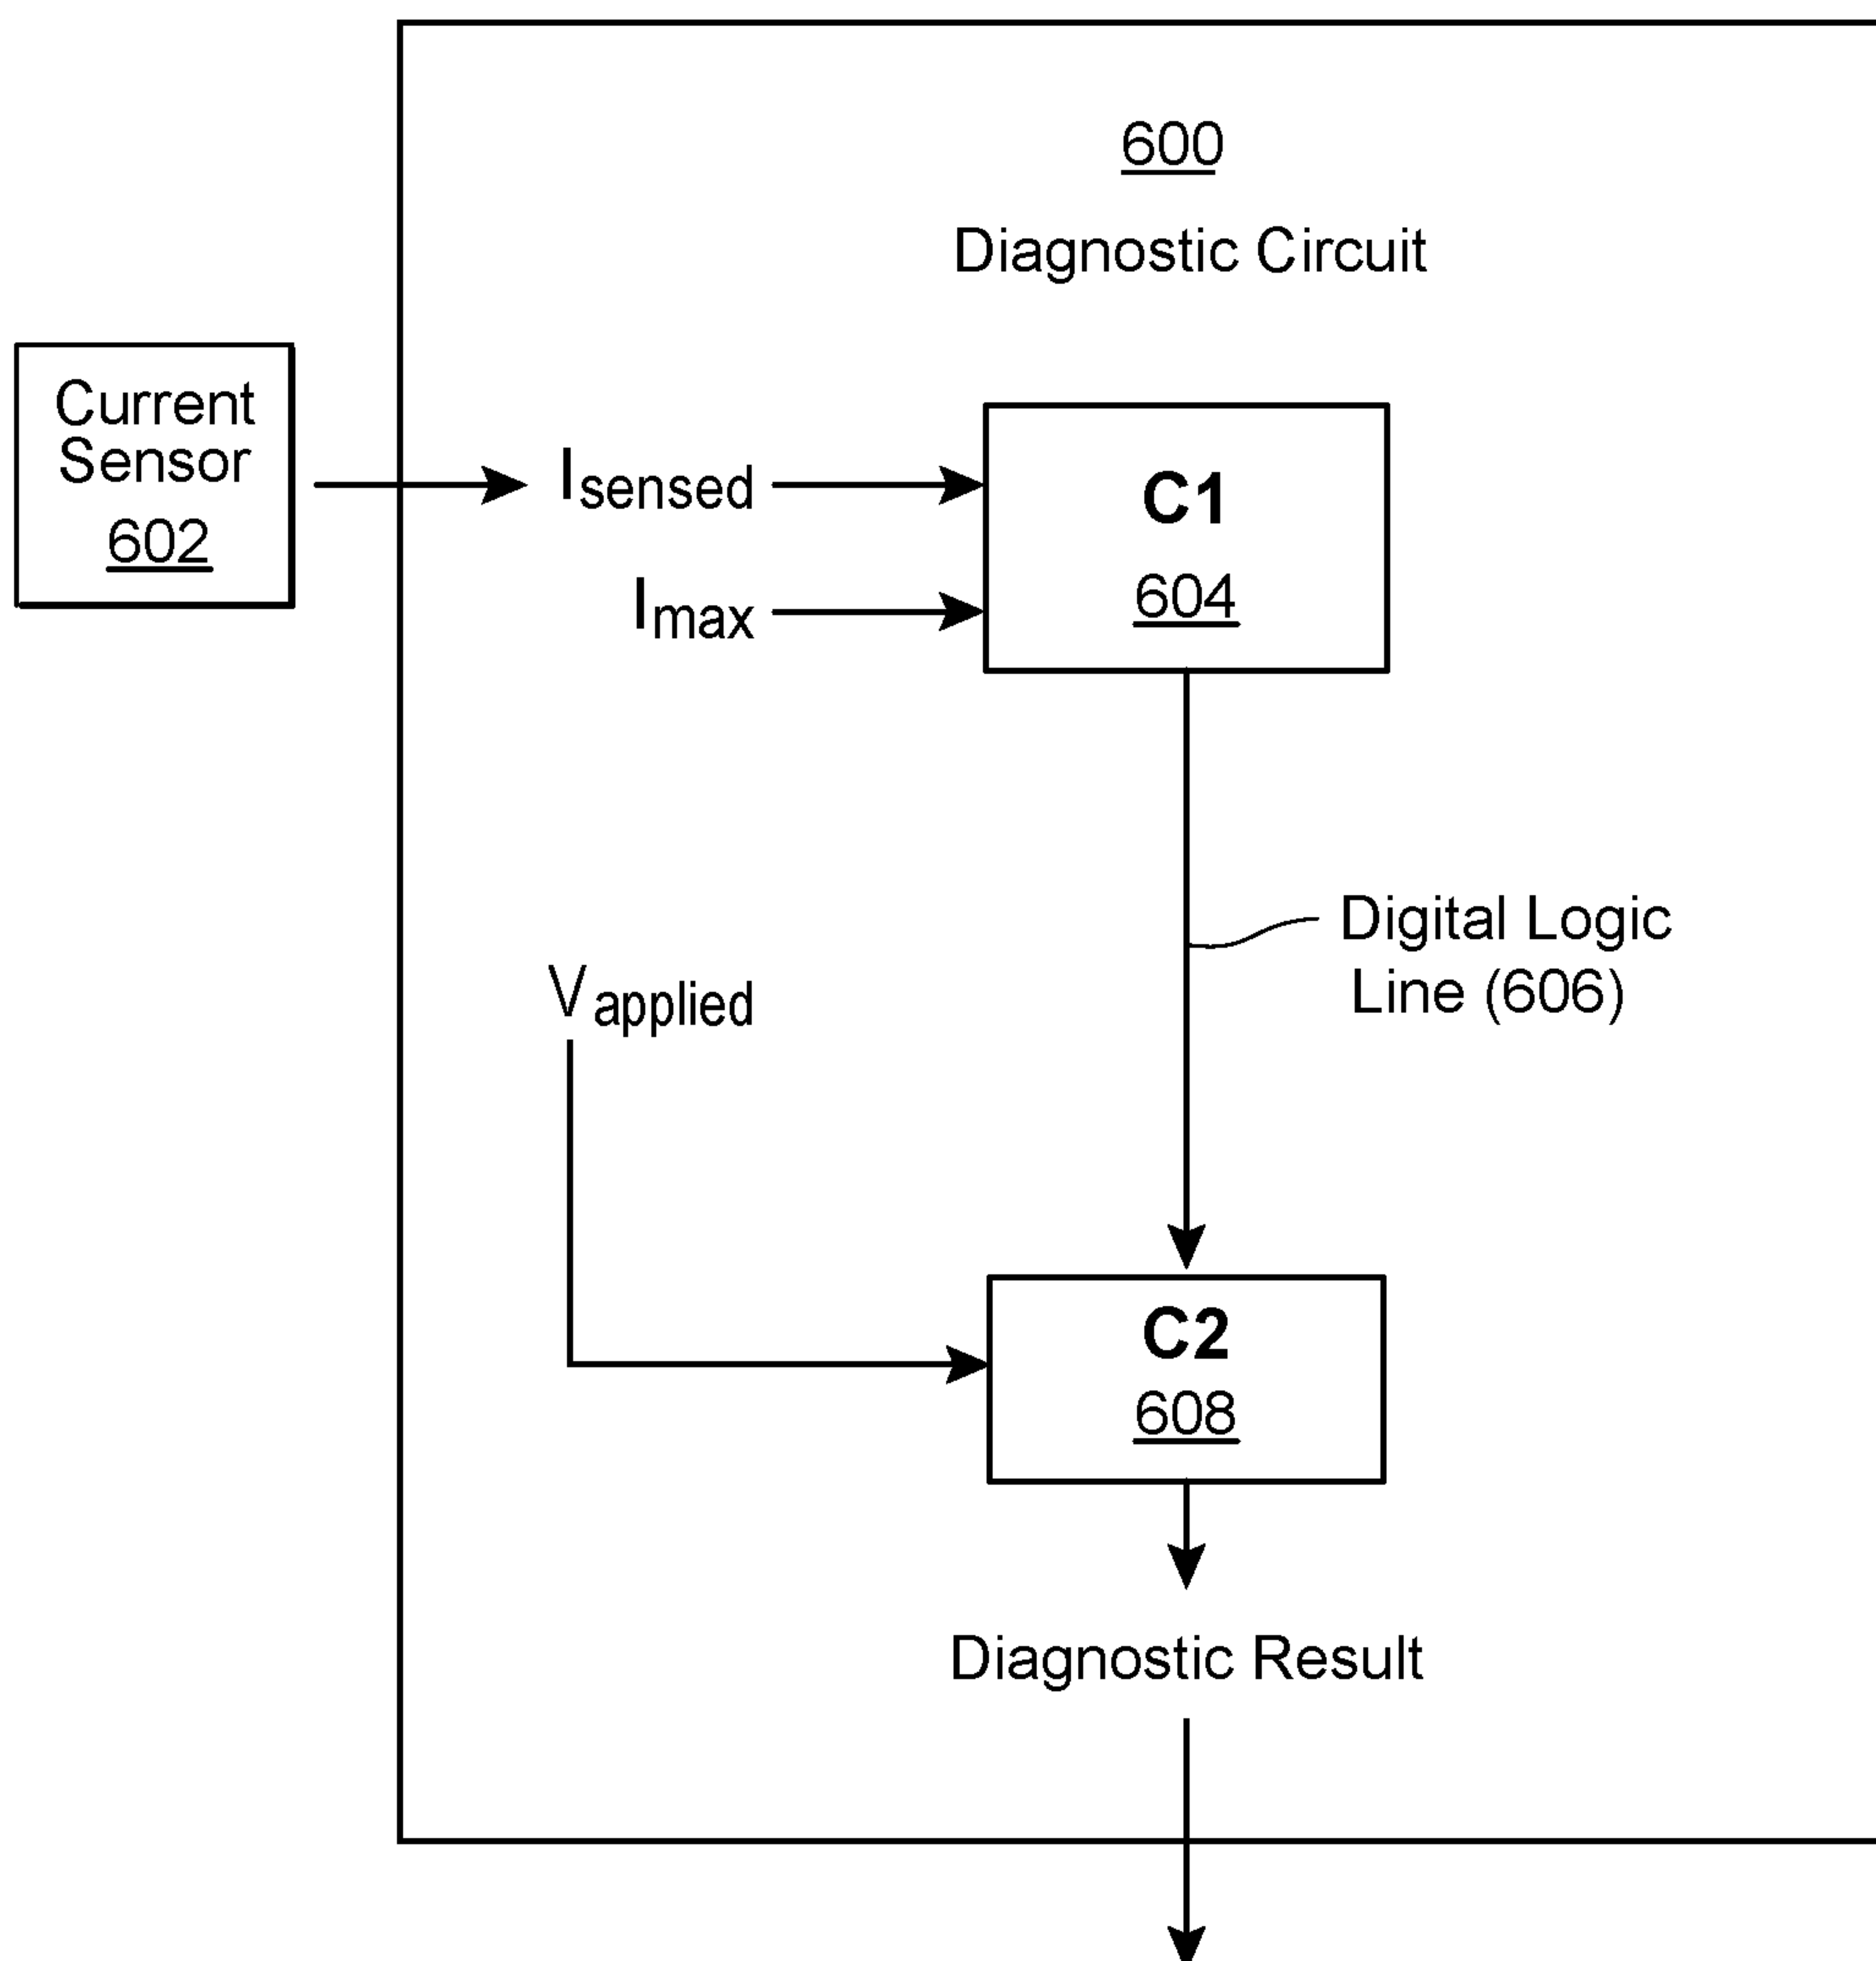 600
Diagnostic Circuit
Current
Sensor
602
Isensed
Imax
C1
604
Digital Logic
Line (606)
Vapplied
C2
608
Diagnostic Result